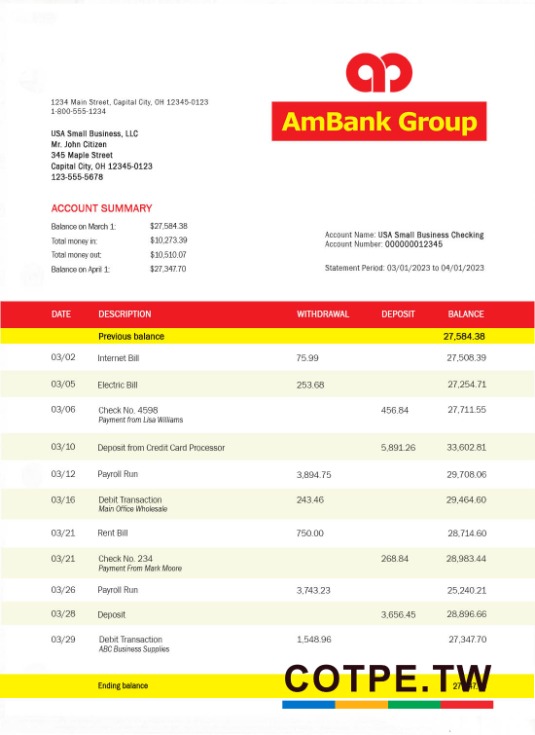 AmBank Group
1234 Main Street, Capital City, OH 12345-0123
1-800-555-1234
USA Small Business, LLC
Mr. John Citizen
345 Maple Street
Capital City, OH 12345-0123
123-555-5678
ACCOUNT SUMMARY
Balance on March 1: $27,584.38
Total money in: $10,273.39
Total money out: $10,510.07
Balance on April 1: $27,347.70
Account Name: USA Small Business Checking
Account Number: 000000012345
Statement Period: 03/01/2023 to 04/01/2023
DATE DESCRIPTION WITHDRAWAL DEPOSIT BALANCE
Previous balance 27,584.38
03/02 Internet Bill 75.99 27,508.39
03/05 Electric Bill 253.68 27,254.71
03/06 Check No. 4598 456.84 27,711.55
Payment from Lisa Williams
03/10 Deposit from Credit Card Processor 5,891.26 33,602.81
03/12 Payroll Run 3,894.75 29,708.06
03/16 Debit Transaction 243.46 29,464.60
Main Office Wholesale
03/21 Rent Bill 750.00 28,714.60
03/21 Check No. 234 268.84 28,983.44
Payment From Mark Moore
03/26 Payroll Run 3,743.23 25,240.21
03/28 Deposit 3,656.45 28,896.66
03/29 Debit Transaction 1,548.96 27,347.70
ABC Business Supplies
Ending balance
COTPE.TW